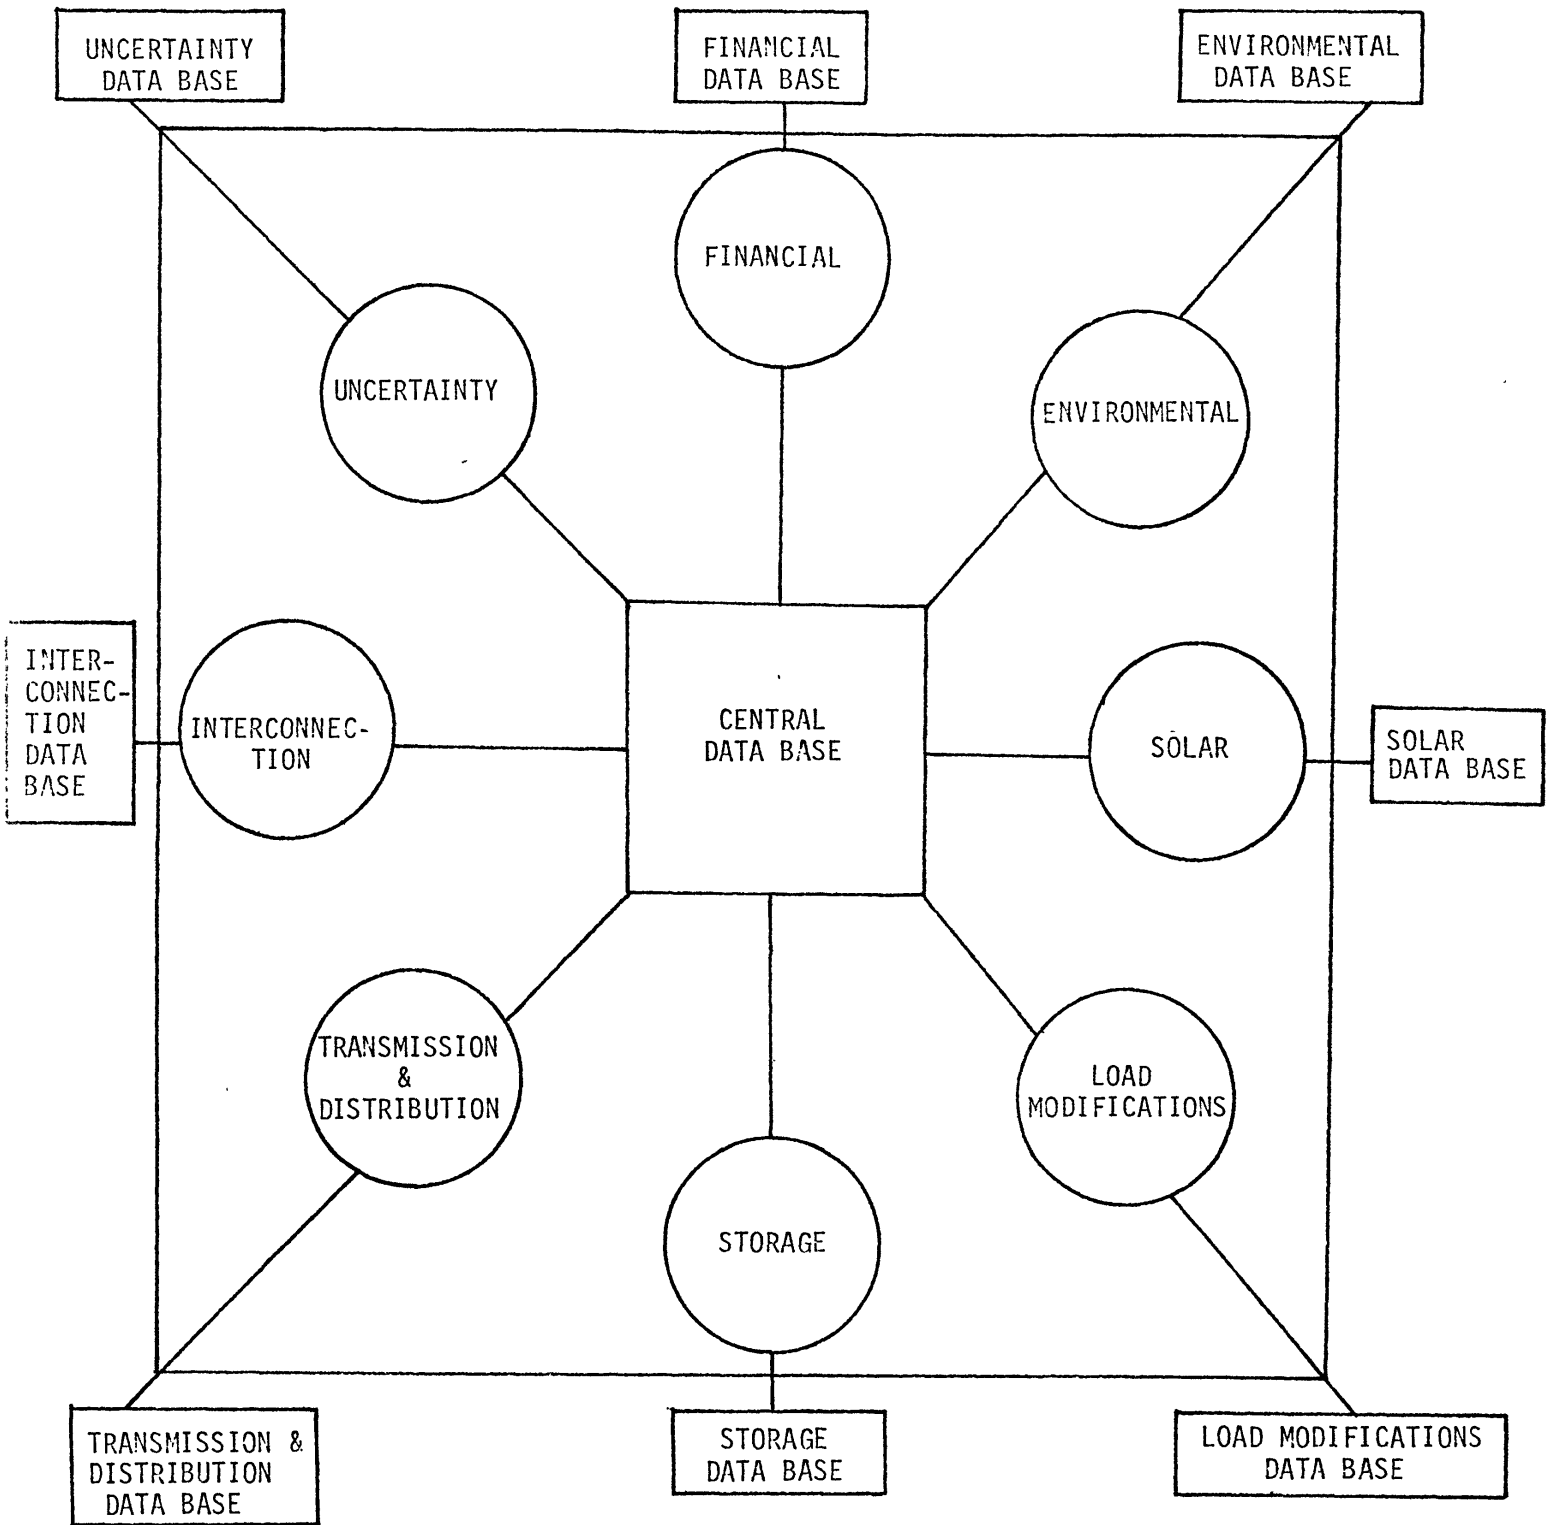 UNCERTAINTY
DATA BASE
FINANCIAL
DATA BASE
ENVIRONMENTAL
DATA BASE
FINANCIAL
UNCERTAINTY
ENVIRONMENTAL
INTER-
CONNEC-
TION
DATA
BASE
INTERCONNEC-
TION
CENTRAL
DATA BASE
SOLAR
SOLAR
DATA BASE
TRANSMISSION
&
DISTRIBUTION
LOAD
MODIFICATIONS
STORAGE
TRANSMISSION &
DISTRIBUTION
DATA BASE
STORAGE
DATA BASE
LOAD MODIFICATIONS
DATA BASE